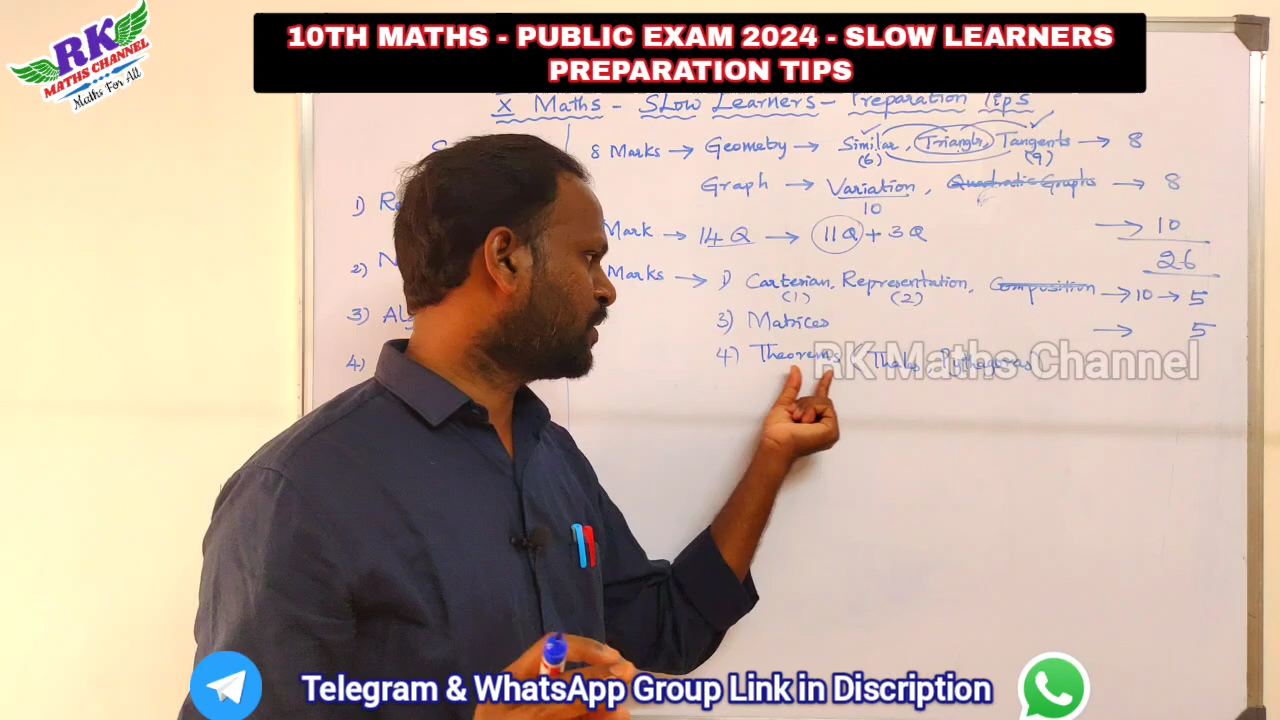 RK
MATHS CHANNEL
Maths For All
10TH MATHS - PUBLIC EXAM 2024 - SLOW LEARNERS
PREPARATION TIPS
X Maths - SLow Learners - Preparation Tips
8 Marks → Geometry → Similar, Triangle, Tangents → 8
(6) (9)
Graph → Variation, Quadratic Graphs → 8
10
1)
Mark → 14 Q → 11Q + 3Q → 10
26
2) Marks → 1) Cartesian, Representation, Composition → 10 → 5
(1) (2)
3) 3) Matrices → 5
4) 4) Theorems Thales Pythagoras
RK Maths Channel
Telegram & WhatsApp Group Link in Discription